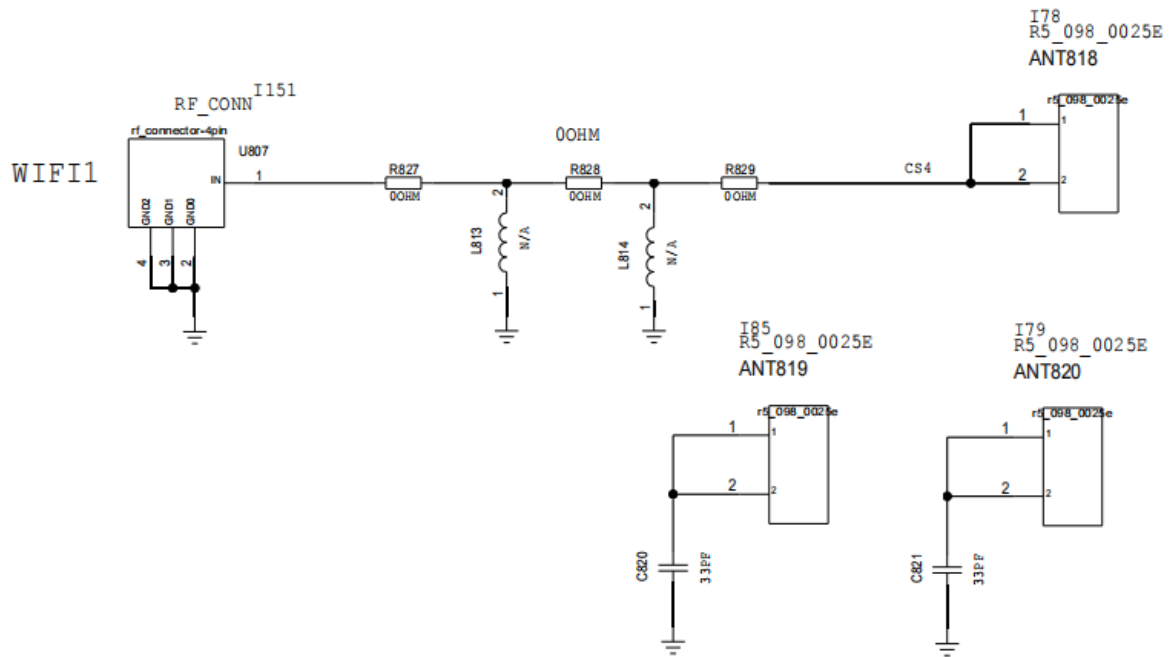 I78
R5_098_0025E
ANT818
r5_098_0025e
1
1
2
2
I151
RF_CONN
rf_connector-4pin
U807
WIFI1
IN
1
GND2
GND1
GND0
4
3
2
R827
0OHM
0OHM
R828
0OHM
R829
0OHM
CS4
2
L813
N/A
1
2
L814
N/A
1
I85
R5_098_0025E
ANT819
r5_098_0025e
1
1
2
2
C820
33PF
I79
R5_098_0025E
ANT820
r5_098_0025e
1
1
2
2
C821
33PF